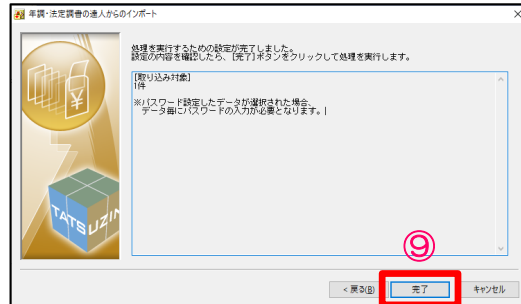 年調・法定調書の達人からのインポート
処理を実行するための設定が完了しました。
設定の内容を確認したら、[完了]ボタンをクリックして処理を実行します。
[取り込み対象]
1件
※パスワード設定したデータが選択された場合、
データ毎にパスワードの入力が必要となります。
TATSUZIN
⑨
< 戻る(B)
完了
キャンセル